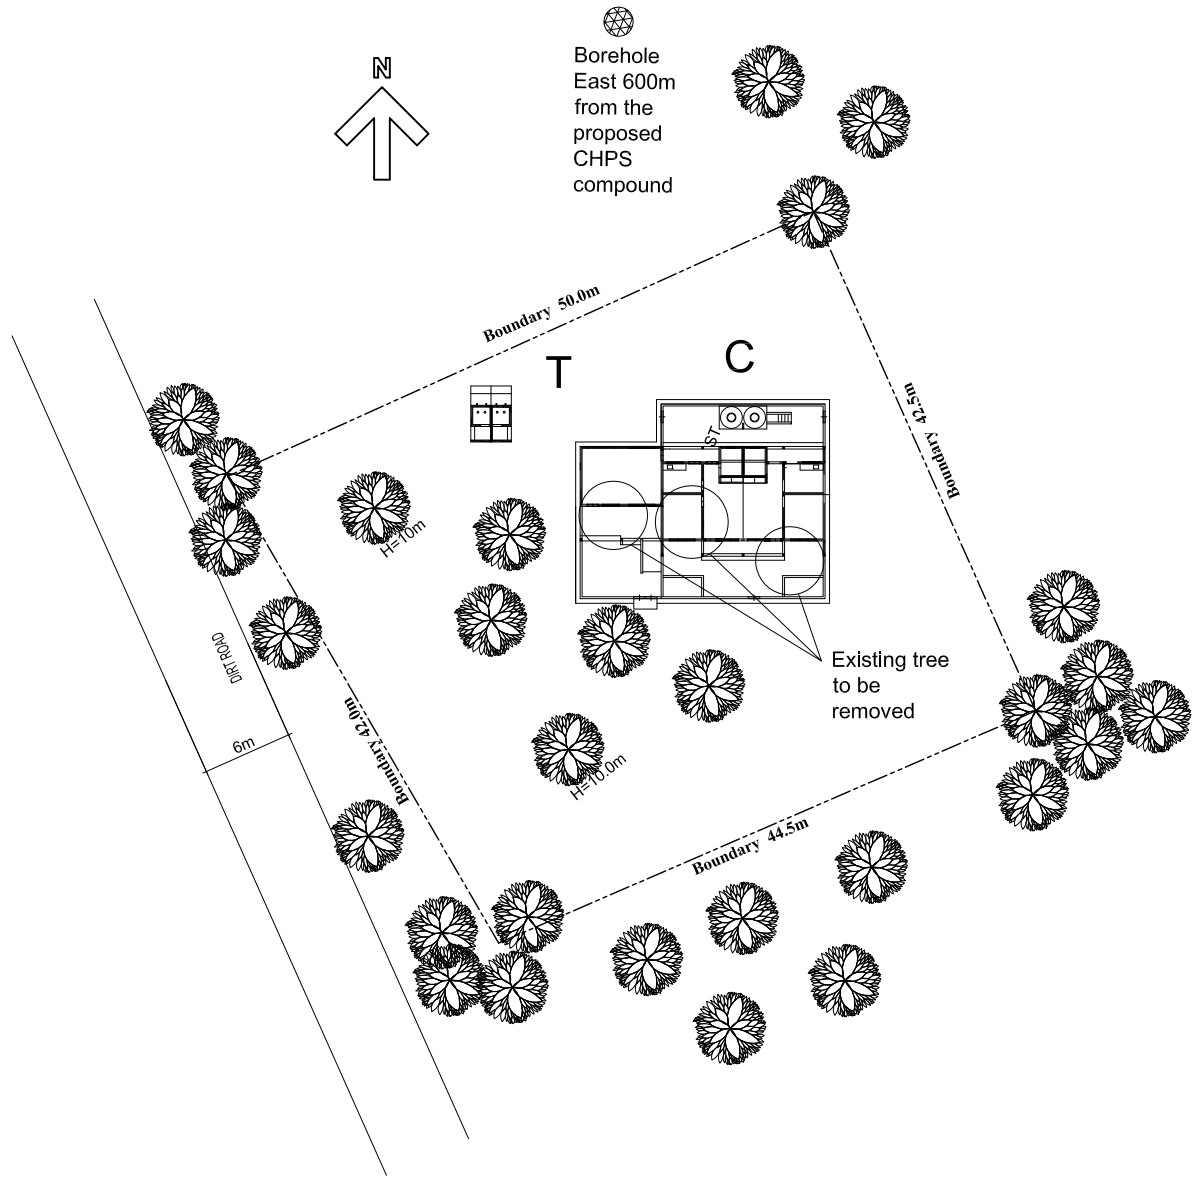 N
Borehole
East 600m
from the
proposed
CHPS
compound
Boundary 50.0m
T
C
Boundary 42.5m
ST
H=10m
DIRT ROAD
6m
Boundary 42.0m
Existing tree
to be
removed
H=10.0m
Boundary 44.5m